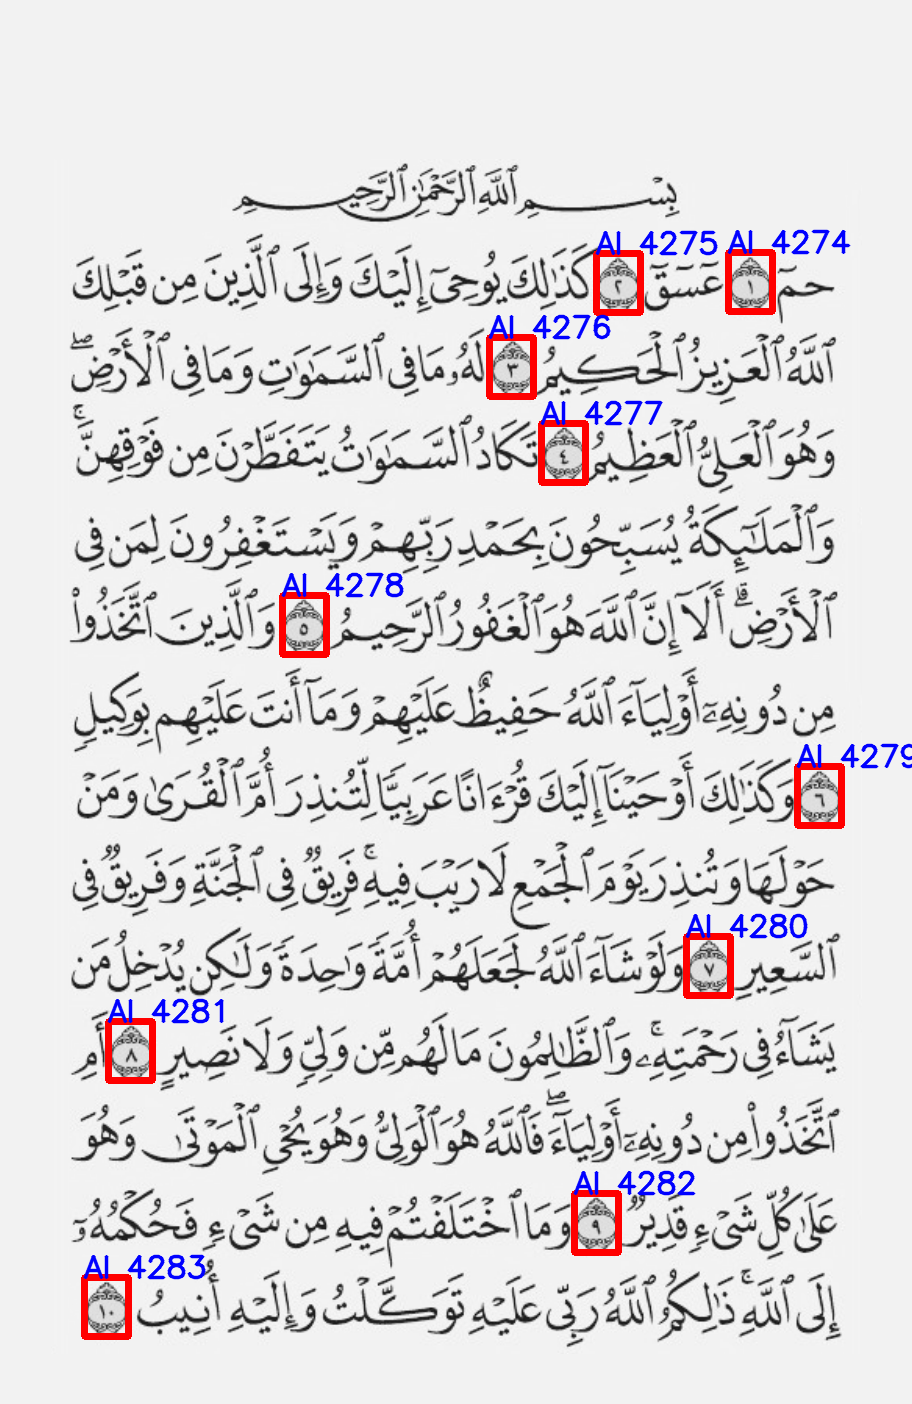 بِسْمِ ٱللَّهِ ٱلرَّحْمَٰنِ ٱلرَّحِيمِ
AI 4275 AI 4274
حمٓ ١ عٓسٓقٓ ٢ كَذَٰلِكَ يُوحِىٓ إِلَيْكَ وَإِلَى ٱلَّذِينَ مِن قَبْلِكَ
AI 4276
ٱللَّهُ ٱلْعَزِيزُ ٱلْحَكِيمُ ٣ لَهُۥ مَا فِى ٱلسَّمَٰوَٰتِ وَمَا فِى ٱلْأَرْضِۖ
AI 4277
وَهُوَ ٱلْعَلِىُّ ٱلْعَظِيمُ ٤ تَكَادُ ٱلسَّمَٰوَٰتُ يَتَفَطَّرْنَ مِن فَوْقِهِنَّۚ
وَٱلْمَلَٰٓئِكَةُ يُسَبِّحُونَ بِحَمْدِ رَبِّهِمْ وَيَسْتَغْفِرُونَ لِمَن فِى
AI 4278
ٱلْأَرْضِۗ أَلَآ إِنَّ ٱللَّهَ هُوَ ٱلْغَفُورُ ٱلرَّحِيمُ ٥ وَٱلَّذِينَ ٱتَّخَذُوا۟
مِن دُونِهِۦٓ أَوْلِيَآءَ ٱللَّهُ حَفِيظٌ عَلَيْهِمْ وَمَآ أَنتَ عَلَيْهِم بِوَكِيلٍ
AI 4279
٦ وَكَذَٰلِكَ أَوْحَيْنَآ إِلَيْكَ قُرْءَانًا عَرَبِيًّا لِّتُنذِرَ أُمَّ ٱلْقُرَىٰ وَمَنْ
حَوْلَهَا وَتُنذِرَ يَوْمَ ٱلْجَمْعِ لَا رَيْبَ فِيهِۚ فَرِيقٌ فِى ٱلْجَنَّةِ وَفَرِيقٌ فِى
AI 4280
ٱلسَّعِيرِ ٧ وَلَوْ شَآءَ ٱللَّهُ لَجَعَلَهُمْ أُمَّةً وَٰحِدَةً وَلَٰكِن يُدْخِلُ مَن
AI 4281
يَشَآءُ فِى رَحْمَتِهِۦۚ وَٱلظَّٰلِمُونَ مَا لَهُم مِّن وَلِىٍّ وَلَا نَصِيرٍ ٨ أَمِ
ٱتَّخَذُوا۟ مِن دُونِهِۦٓ أَوْلِيَآءَۖ فَٱللَّهُ هُوَ ٱلْوَلِىُّ وَهُوَ يُحْىِ ٱلْمَوْتَىٰ وَهُوَ
AI 4282
عَلَىٰ كُلِّ شَىْءٍ قَدِيرٌ ٩ وَمَا ٱخْتَلَفْتُمْ فِيهِ مِن شَىْءٍ فَحُكْمُهُۥٓ
AI 4283
إِلَى ٱللَّهِۚ ذَٰلِكُمُ ٱللَّهُ رَبِّى عَلَيْهِ تَوَكَّلْتُ وَإِلَيْهِ أُنِيبُ ١٠